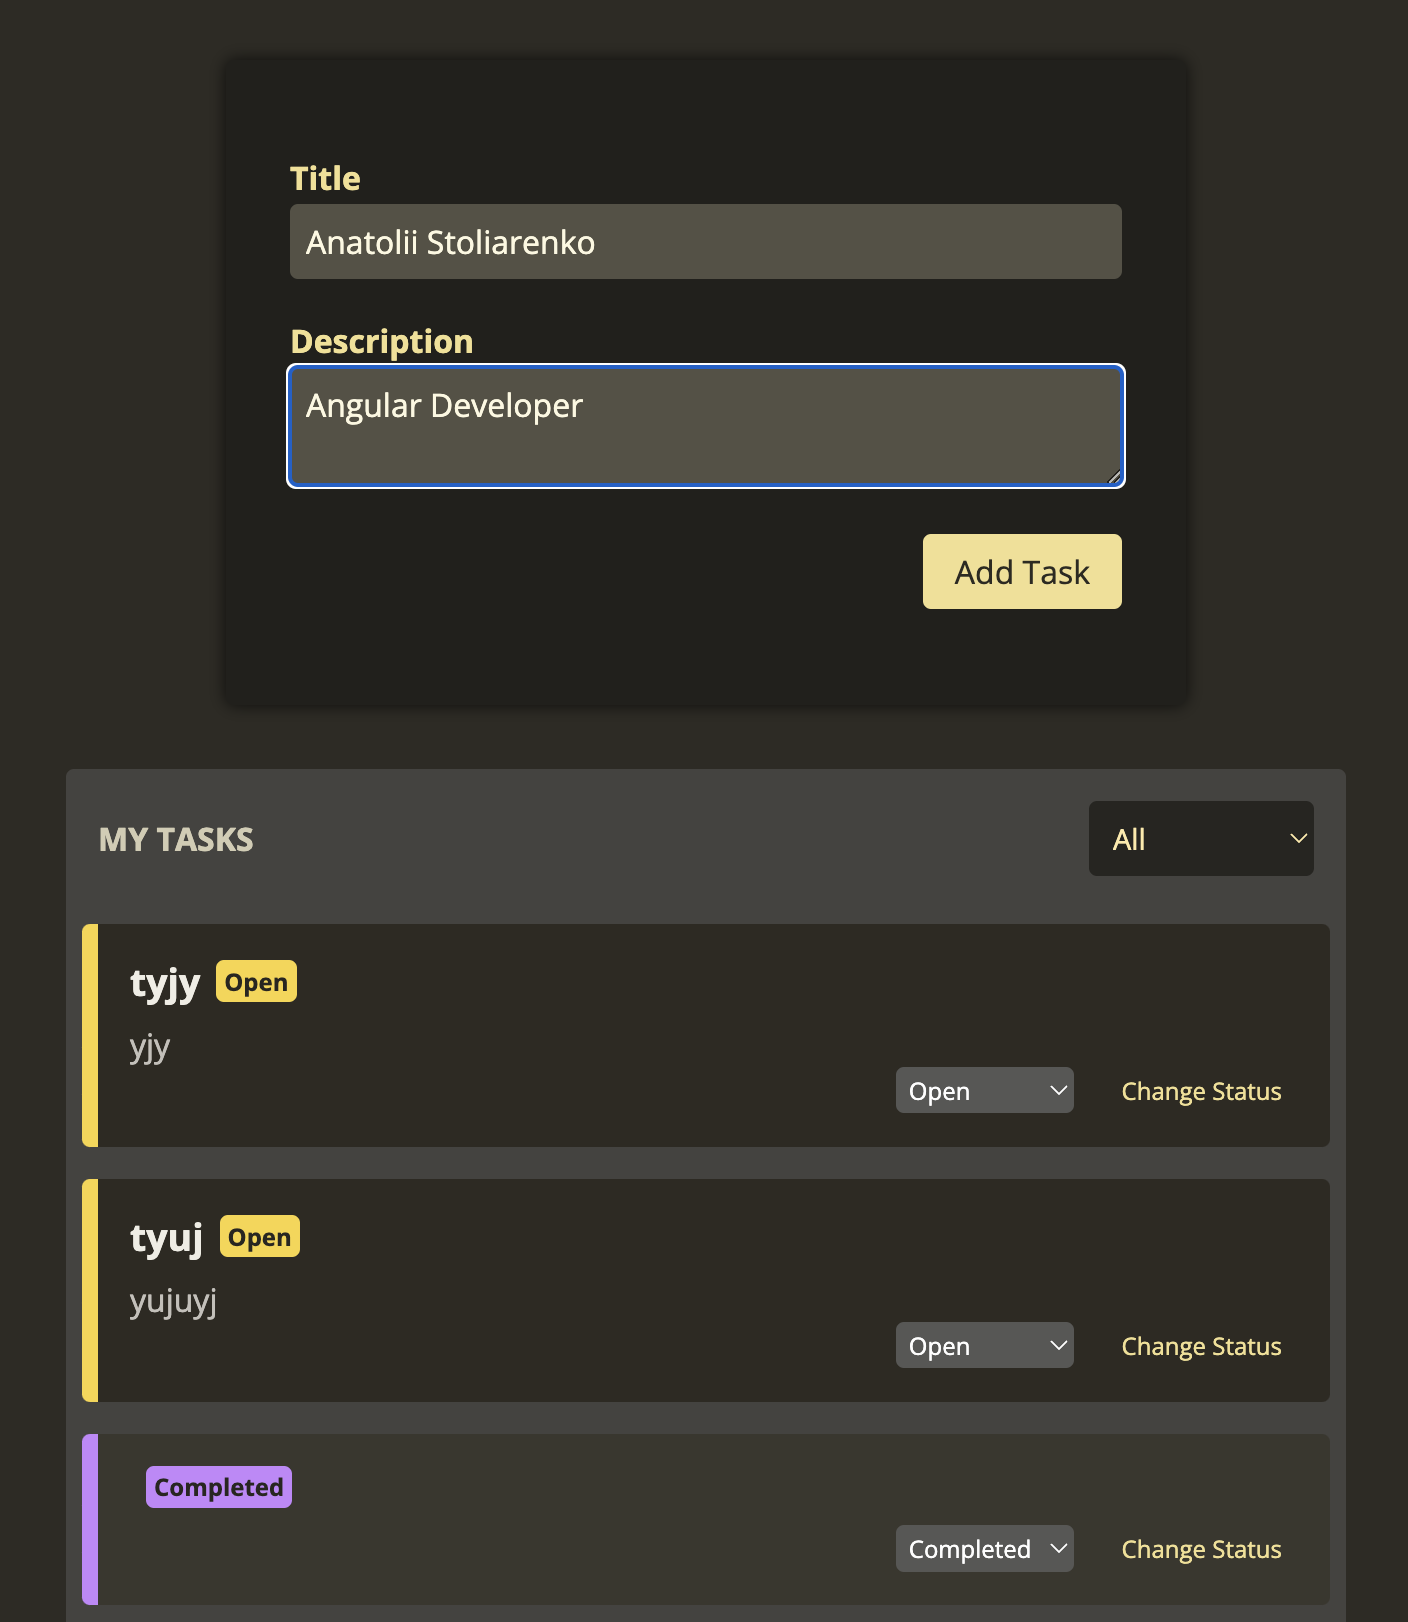 Title
Anatolii Stoliarenko
Description
Angular Developer
Add Task
MY TASKS
All
tyjy Open
yjy
Open Change Status
tyuj Open
yujuyj
Open Change Status
Completed
Completed Change Status